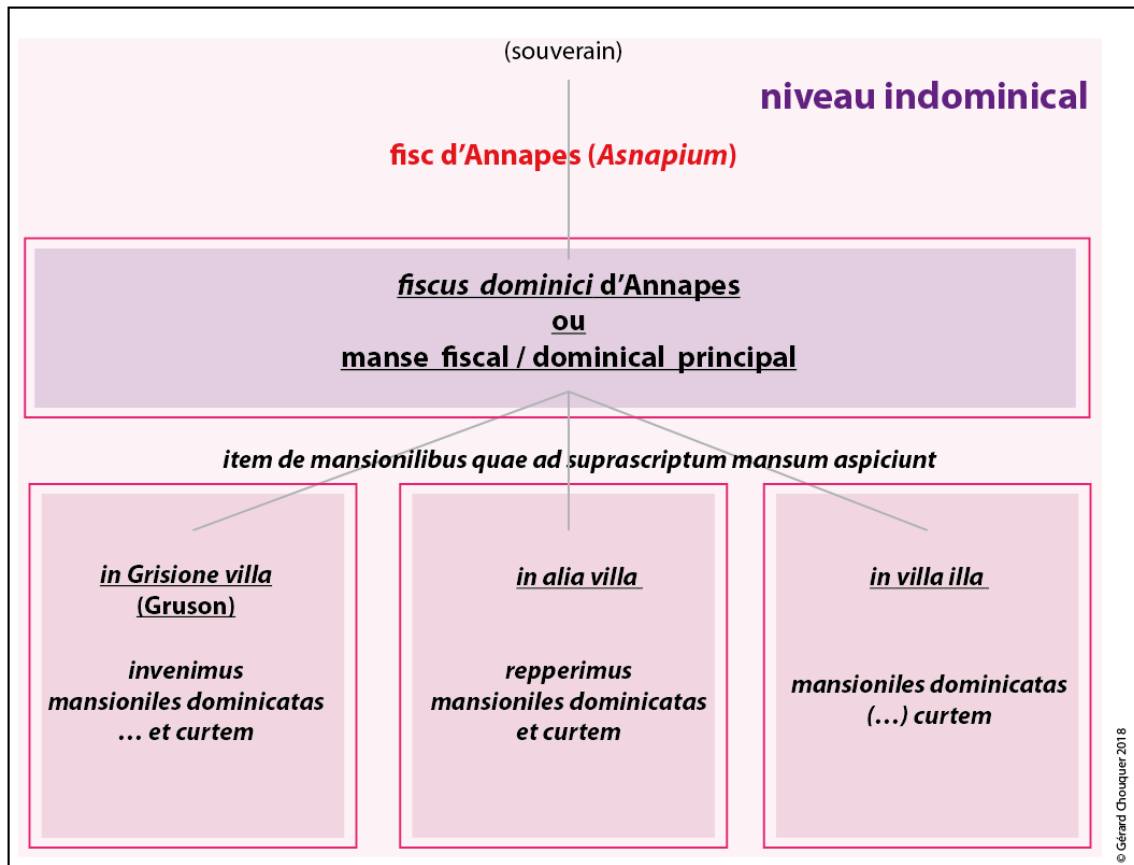 (souverain)
niveau indominical
fisc d'Annapes (Asnapium)
fiscus dominici d'Annapes
ou
manse fiscal / dominical principal
item de mansionilibus quae ad suprascriptum mansum aspiciunt
in Grisione villa
(Gruson)
invenimus
mansioniles dominicatas
… et curtem
in alia villa
repperimus
mansioniles dominicatas
et curtem
in villa illa
mansioniles dominicatas
(…) curtem
© Gérard Chouquer 2018